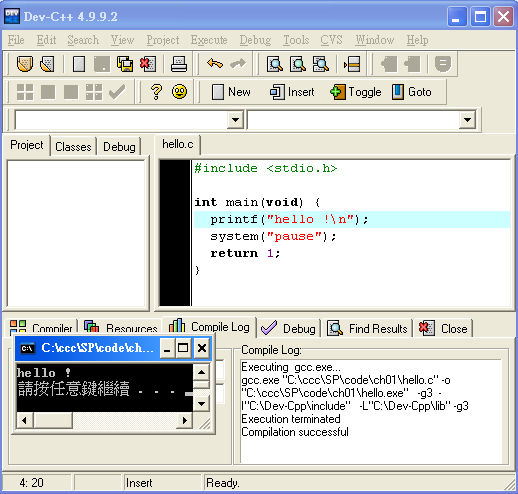 Dev-C++ 4.9.9.2
File Edit Search View Project Execute Debug Tools CVS Window Help
New Insert Toggle Goto
Project Classes Debug hello.c
#include <stdio.h>
int main(void) {
printf("hello !\n");
system("pause");
return 1;
}
Compiler Resources Compile Log Debug Find Results Close
C:\ccc\SP\code\ch...
hello !
請按任意鍵繼續 . . .
Compile Log:
Executing gcc.exe...
gcc.exe "C:\ccc\SP\code\ch01\hello.c" -o
"C:\ccc\SP\code\ch01\hello.exe" -g3 -
I"C:\Dev-Cpp\include" -L"C:\Dev-Cpp\lib" -g3
Execution terminated
Compilation successful
4: 20 Insert Ready.